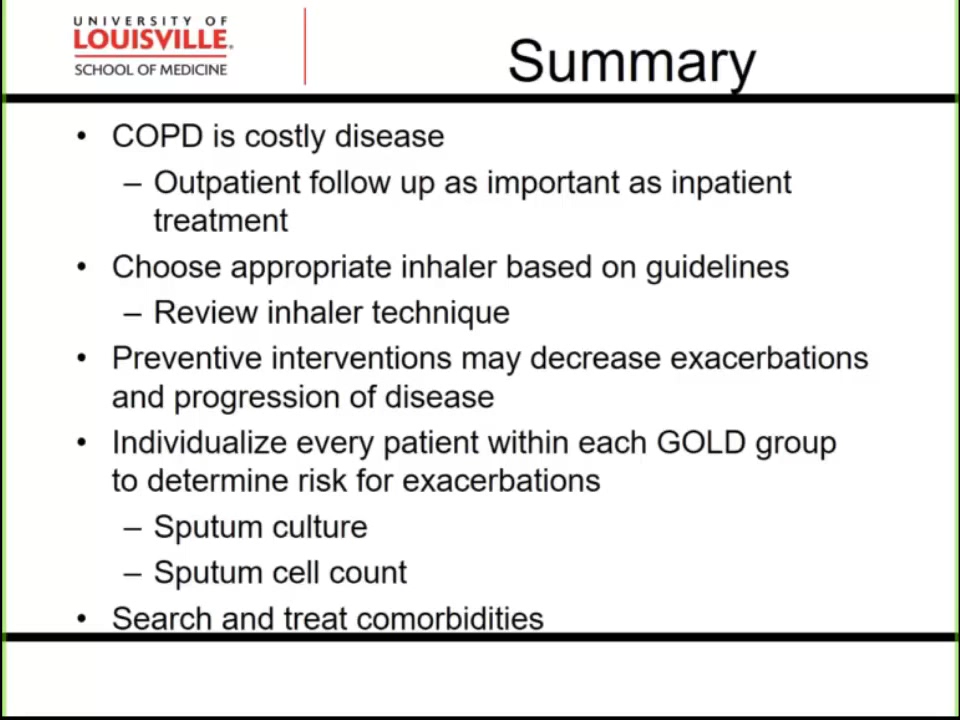 UNIVERSITY OF
LOUISVILLE.
SCHOOL OF MEDICINE
Summary
• COPD is costly disease
– Outpatient follow up as important as inpatient
treatment
• Choose appropriate inhaler based on guidelines
– Review inhaler technique
• Preventive interventions may decrease exacerbations
and progression of disease
• Individualize every patient within each GOLD group
to determine risk for exacerbations
– Sputum culture
– Sputum cell count
• Search and treat comorbidities